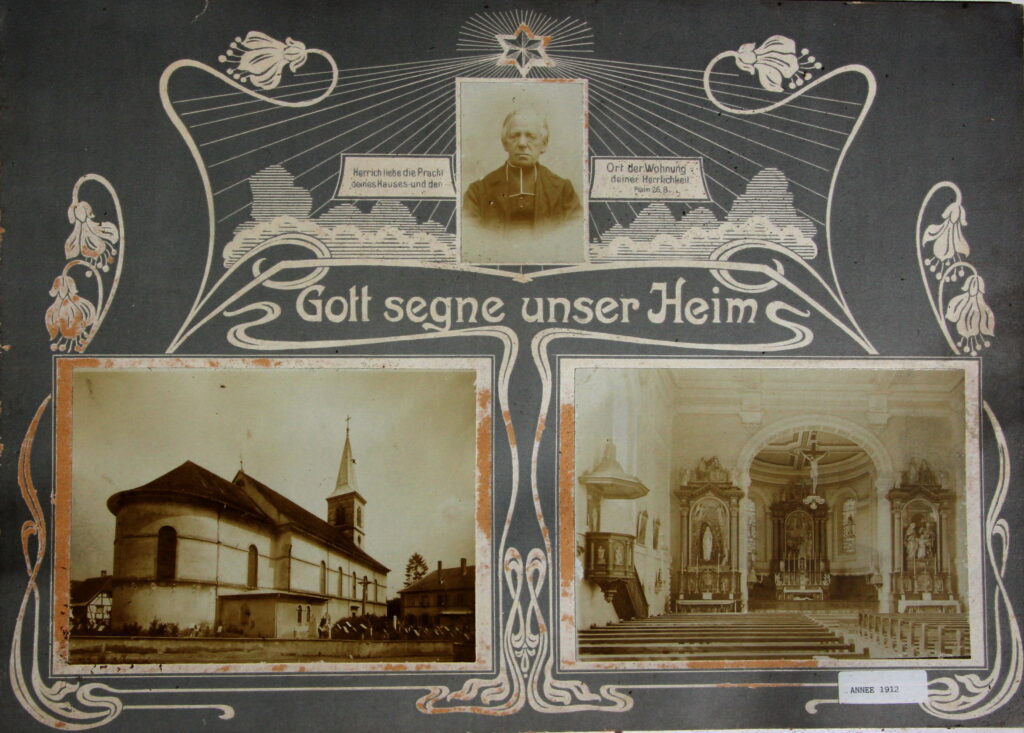 Herr ich liebe die Pracht
deines Hauses und den
Ort der Wohnung
deiner Herrlichkeit
Psalm 26, 8.
Gott segne unser Heim
ANNEE 1912